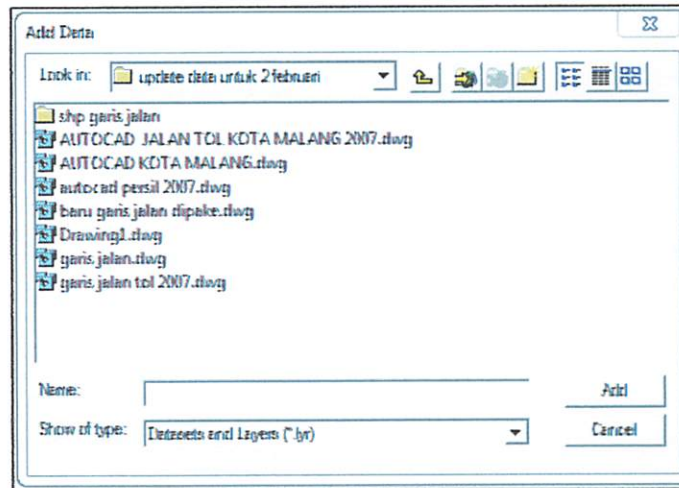 Add Data
Look in: update data untuk 2 februari
shp garis jalan
AUTOCAD JALAN TOL KOTA MALANG 2007.dwg
AUTOCAD KOTA MALANG.dwg
autocad persil 2007.dwg
baru garis jalan dipake.dwg
Drawing1.dwg
garis jalan.dwg
garis jalan tol 2007.dwg
Name: Add
Show of type: Datasets and Layers (*.lyr) Cancel